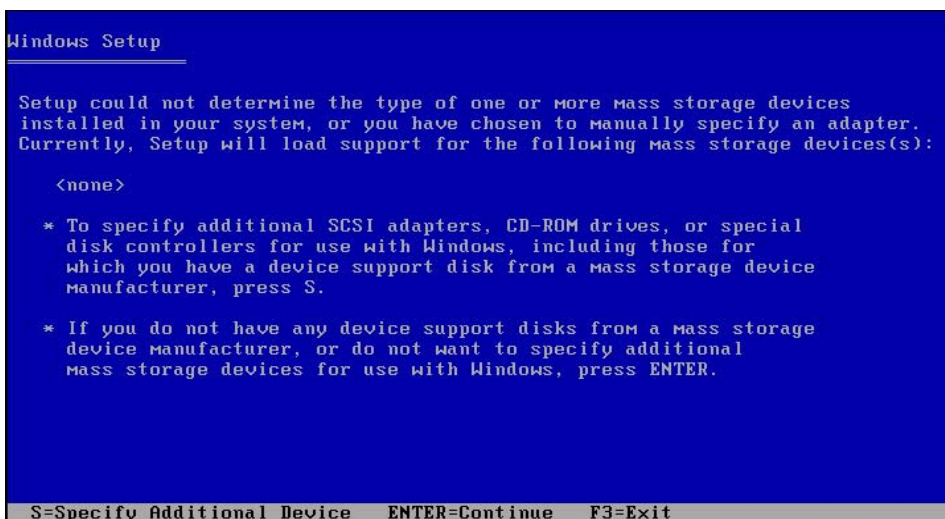 Windows Setup
Setup could not determine the type of one or more mass storage devices
installed in your system, or you have chosen to manually specify an adapter.
Currently, Setup will load support for the following mass storage devices(s):
<none>
* To specify additional SCSI adapters, CD-ROM drives, or special
disk controllers for use with Windows, including those for
which you have a device support disk from a mass storage device
manufacturer, press S.
* If you do not have any device support disks from a mass storage
device manufacturer, or do not want to specify additional
mass storage devices for use with Windows, press ENTER.
S=Specify Additional Device   ENTER=Continue   F3=Exit